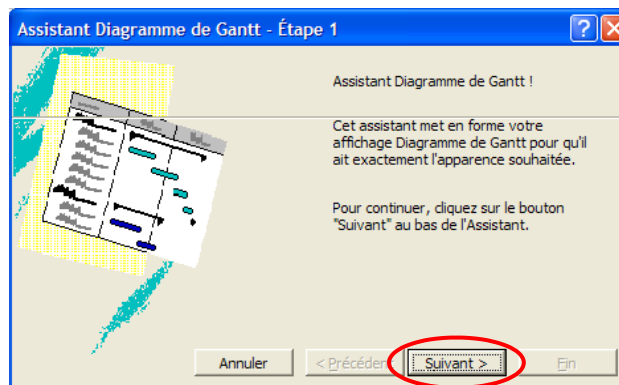 Assistant Diagramme de Gantt - Étape 1
Assistant Diagramme de Gantt !
Cet assistant met en forme votre
affichage Diagramme de Gantt pour qu'il
ait exactement l'apparence souhaitée.
Pour continuer, cliquez sur le bouton
"Suivant" au bas de l'Assistant.
Annuler
< Précédent
Suivant >
Fin